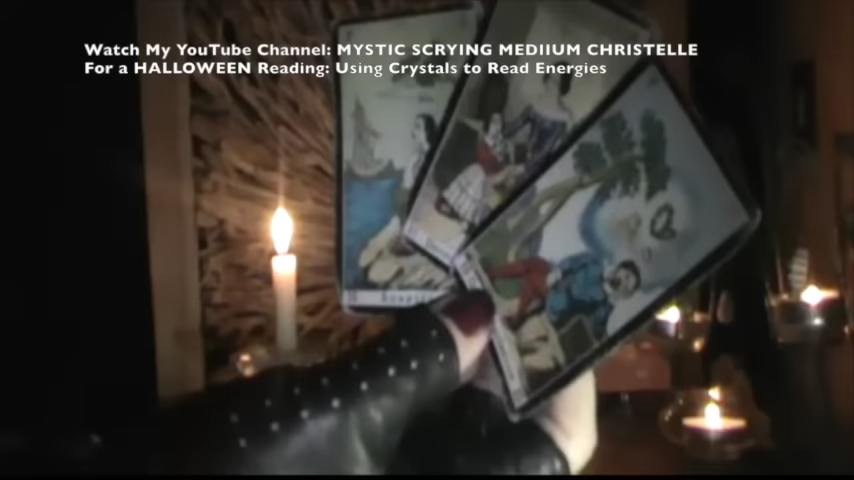 Watch My YouTube Channel: MYSTIC SCRYING MEDIIUM CHRISTELLE
For a HALLOWEEN Reading: Using Crystals to Read Energies